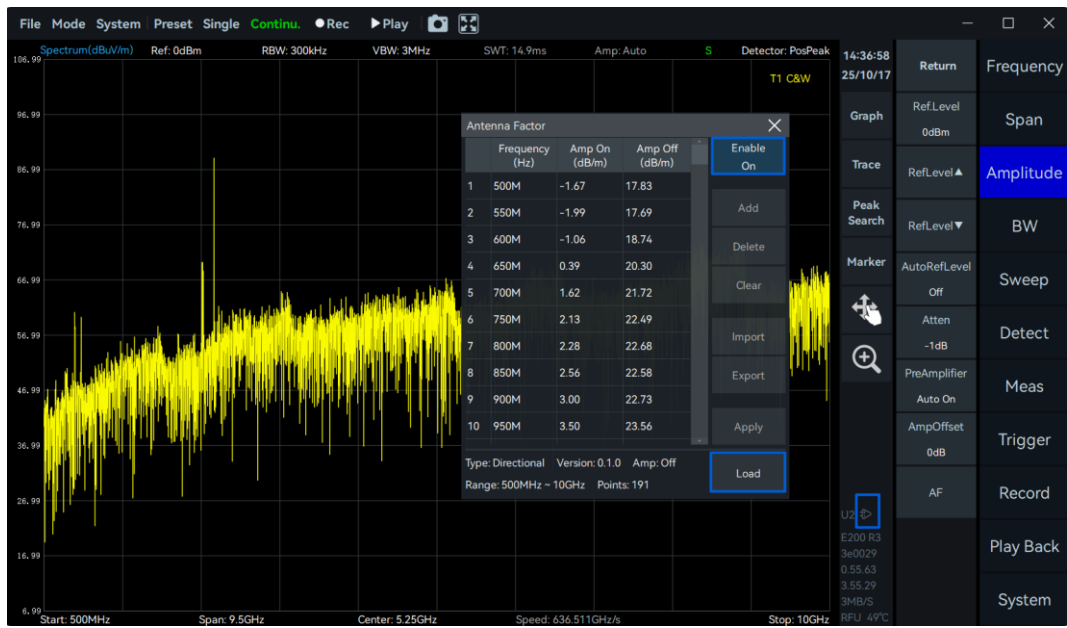 File Mode System Preset Single Continu. Rec Play
Spectrum(dBuV/m) Ref: 0dBm RBW: 300kHz VBW: 3MHz SWT: 14.9ms Amp: Auto S Detector: PosPeak
T1 C&W
106.99
96.99
86.99
76.99
66.99
56.99
46.99
36.99
26.99
16.99
6.99
Start: 500MHz Span: 9.5GHz Center: 5.25GHz Speed: 636.511GHz/s Stop: 10GHz
Antenna Factor
Frequency (Hz) Amp On (dB/m) Amp Off (dB/m)
1 500M -1.67 17.83
2 550M -1.99 17.69
3 600M -1.06 18.74
4 650M 0.39 20.30
5 700M 1.62 21.72
6 750M 2.13 22.49
7 800M 2.28 22.68
8 850M 2.56 22.58
9 900M 3.00 22.73
10 950M 3.50 23.56
Type: Directional Version: 0.1.0 Amp: Off
Range: 500MHz ~ 10GHz Points: 191
Enable
On
Add
Delete
Clear
Import
Export
Apply
Load
14:36:58
25/10/17
Graph
Trace
Peak
Search
Marker
U2
E200 R3
3e0029
0.55.63
3.55.29
3MB/S
RFU 49℃
Return
Ref.Level
0dBm
RefLevel▲
RefLevel▼
AutoRefLevel
Off
Atten
-1dB
PreAmplifier
Auto On
AmpOffset
0dB
AF
Frequency
Span
Amplitude
BW
Sweep
Detect
Meas
Trigger
Record
Play Back
System